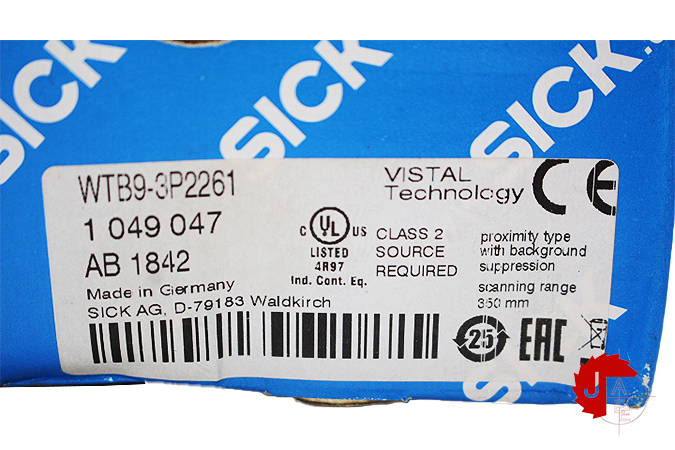 SICK
SICK
SICK
SICK
WTB9-3P2261
1 049 047
AB 1842
Made in Germany
SICK AG, D-79183 Waldkirch
C UL US
LISTED
4R97
Ind. Cont. Eq.
VISTAL
Technology
CE
CLASS 2
SOURCE
REQUIRED
proximity type
with background
suppression
scanning range
350 mm
25
EAC